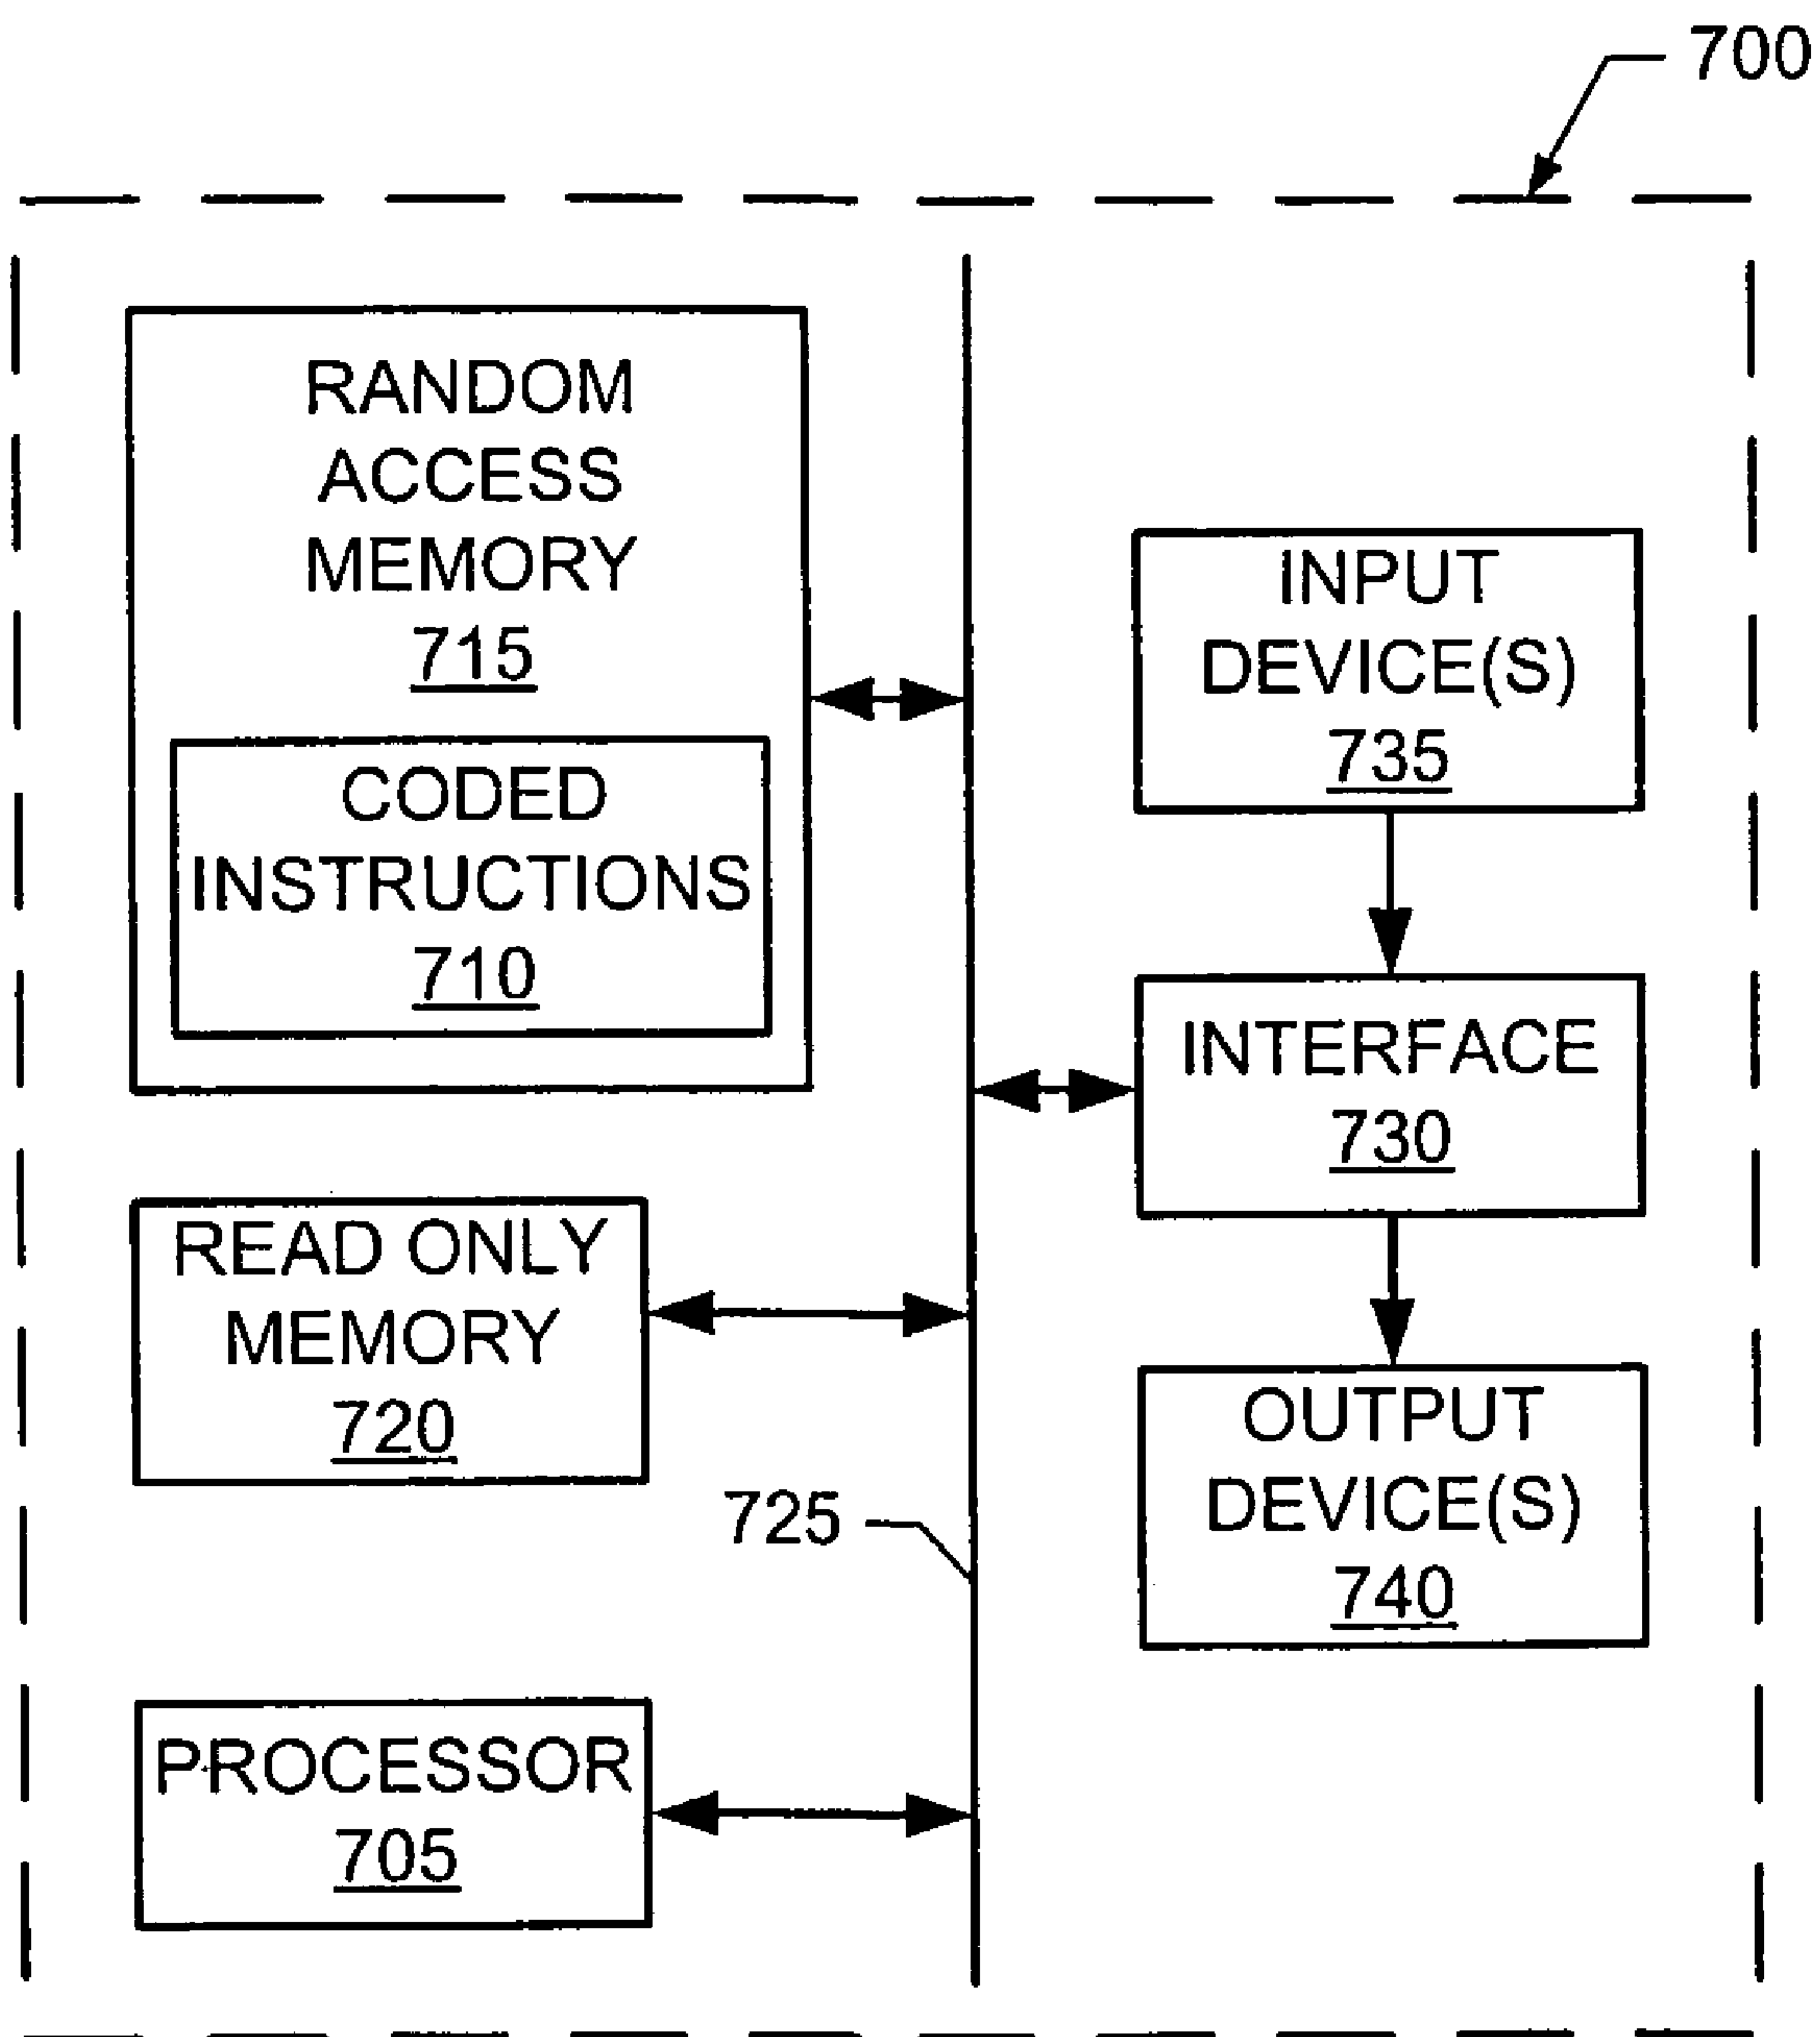 700
RANDOM
ACCESS
MEMORY
715
CODED
INSTRUCTIONS
710
INPUT
DEVICE(S)
735
INTERFACE
730
READ ONLY
MEMORY
720
OUTPUT
DEVICE(S)
740
725
PROCESSOR
705